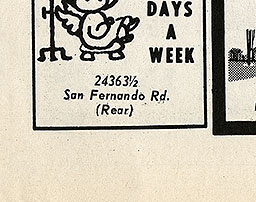 DAYS
A
WEEK
24363½
San Fernando Rd.
(Rear)